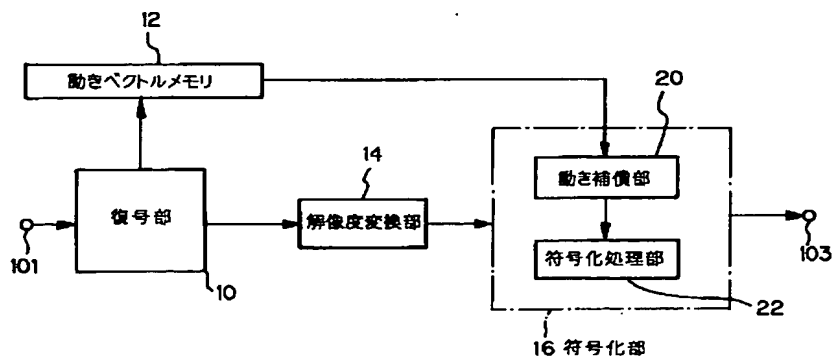 12
動きベクトルメモリ
20
14
動き補償部
復号部
解像度変換部
101
103
符号化処理部
10
22
16 符号化部